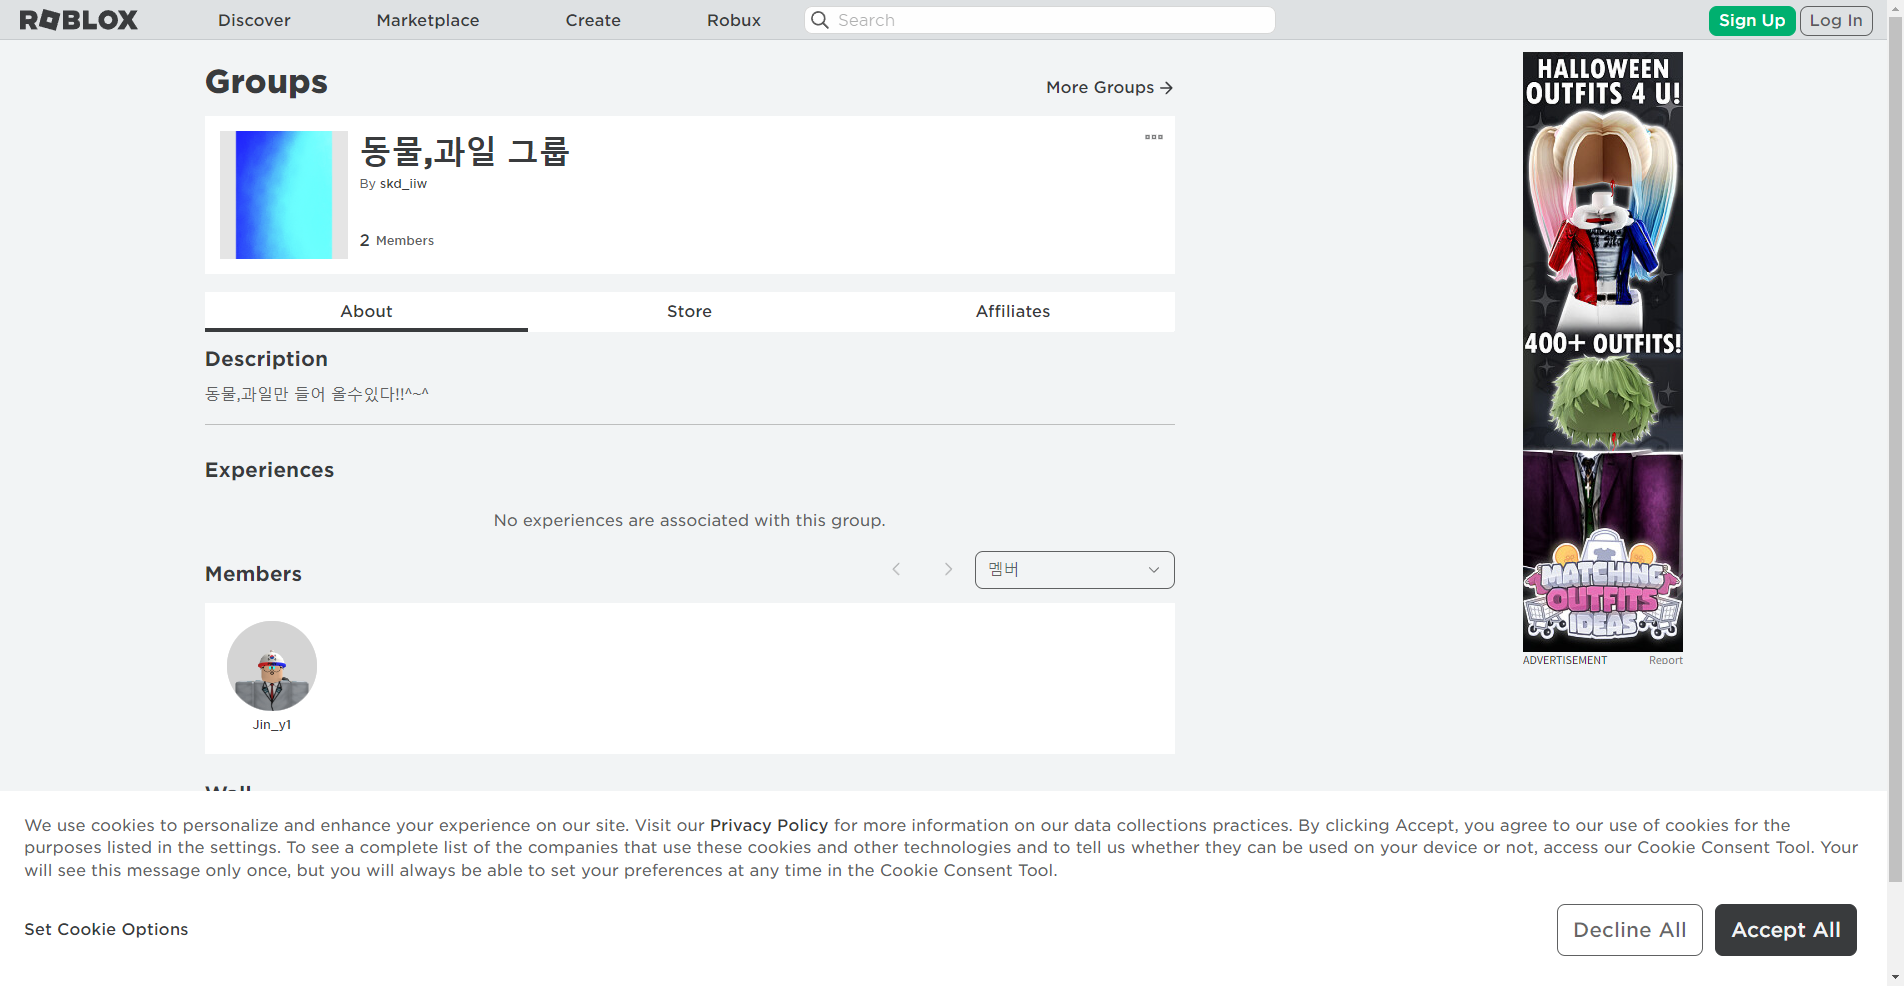 ROBLOX
Discover
Marketplace
Create
Robux
Search
Sign Up
Log In
Groups
More Groups →
동물,과일 그룹
By skd_iiw
2 Members
About
Store
Affiliates
Description
동물,과일만 들어 올수있다!!^~^
Experiences
No experiences are associated with this group.
Members
멤버
Jin_y1
Wall
HALLOWEEN
OUTFITS 4 U!
400+ OUTFITS!
MATCHING
OUTFITS
IDEAS
ADVERTISEMENT
Report
We use cookies to personalize and enhance your experience on our site. Visit our Privacy Policy for more information on our data collections practices. By clicking Accept, you agree to our use of cookies for the
purposes listed in the settings. To see a complete list of the companies that use these cookies and other technologies and to tell us whether they can be used on your device or not, access our Cookie Consent Tool. Your
will see this message only once, but you will always be able to set your preferences at any time in the Cookie Consent Tool.
Set Cookie Options
Decline All
Accept All